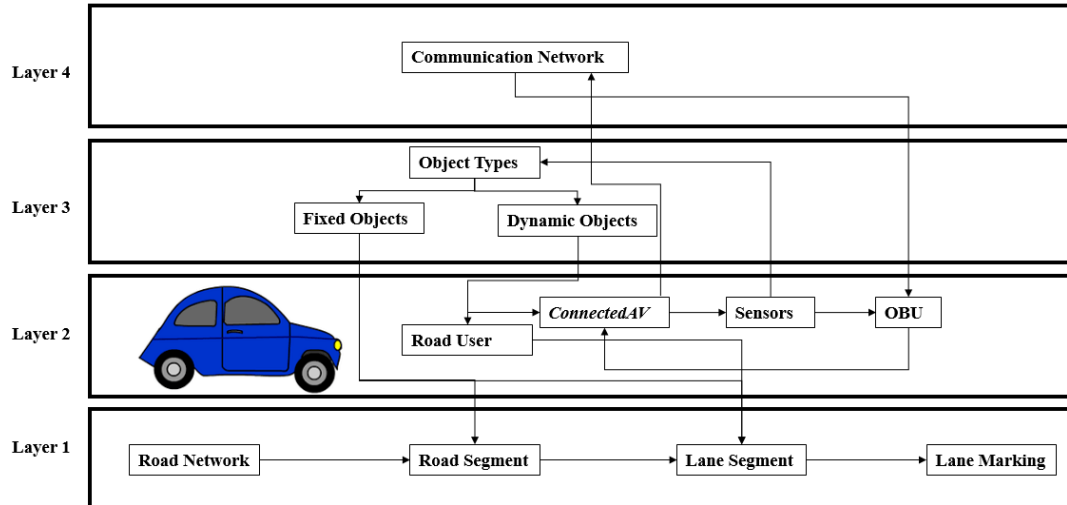 Layer 4
Communication Network
Layer 3
Object Types
Fixed Objects
Dynamic Objects
Layer 2
ConnectedAV
Sensors
OBU
Road User
Layer 1
Road Network
Road Segment
Lane Segment
Lane Marking